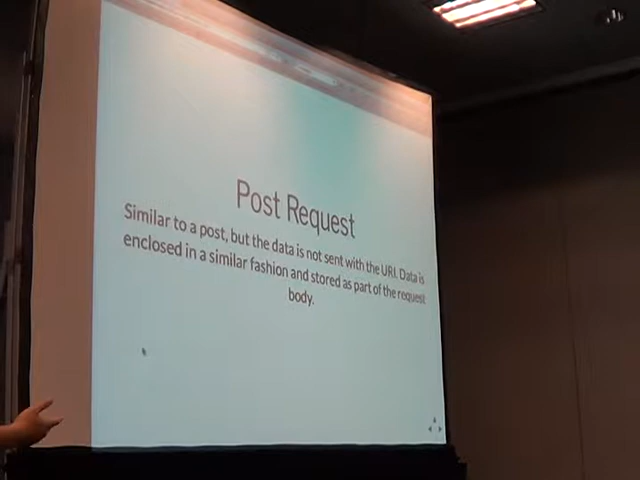 Post Request
Similar to a post, but the data is not sent with the URI. Data is
enclosed in a similar fashion and stored as part of the request
body.